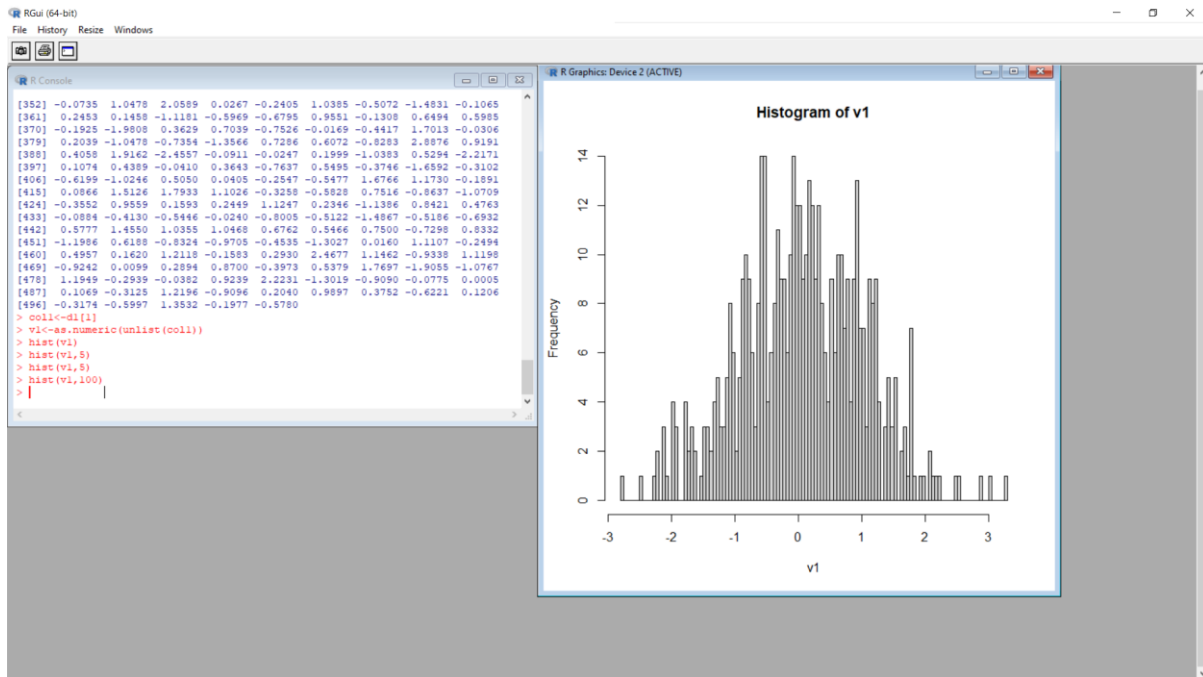 RGui (64-bit)
File History Resize Windows
R Console
[352] -0.0735 1.0478 2.0589 0.0267 -0.2405 1.0385 -0.5072 -1.4831 -0.1065
[361] 0.2453 0.1458 -1.1181 -0.5969 -0.6795 0.9551 -0.1308 0.6494 0.5985
[370] -0.1925 -1.9808 0.3629 0.7039 -0.7526 -0.0169 -0.4417 1.7013 -0.0306
[379] 0.2039 -1.0478 -0.7354 -1.3566 0.7286 0.6072 -0.8283 2.8876 0.9191
[388] 0.4058 1.9162 -2.4557 -0.0911 -0.0247 0.1999 -1.0383 0.5294 -2.2171
[397] 0.1074 0.4389 -0.0410 0.3643 -0.7637 0.5495 -0.3746 -1.6592 -0.3102
[406] -0.6199 -1.0246 0.5050 0.0405 -0.2547 -0.5477 1.6766 1.1730 -0.1891
[415] 0.0866 1.5126 1.7933 1.1026 -0.3258 -0.5828 0.7516 -0.8637 -1.0709
[424] -0.3552 0.9559 0.1593 0.2449 1.1247 0.2346 -1.1386 0.8421 0.4763
[433] -0.0884 -0.4130 -0.5446 -0.0240 -0.8005 -0.5122 -1.4867 -0.5186 -0.6932
[442] 0.5777 1.4550 1.0355 1.0468 0.6762 0.5466 0.7500 -0.7298 0.8332
[451] -1.1986 0.6188 -0.8324 -0.9705 -0.4535 -1.3027 0.0160 1.1107 -0.2494
[460] 0.4957 0.1620 1.2118 -0.1583 0.2930 2.4677 1.1462 -0.9338 1.1198
[469] -0.9242 0.0099 0.2894 0.8700 -0.3973 0.5379 1.7697 -1.9055 -1.0767
[478] 1.1949 -0.2939 -0.0382 0.9239 2.2231 -1.3019 -0.9090 -0.0775 0.0005
[487] 0.1069 -0.3125 1.2196 -0.9096 0.2040 0.9897 0.3752 -0.6221 0.1206
[496] -0.3174 -0.5997 1.3532 -0.1977 -0.5780
> col1<-d1[1]
> v1<-as.numeric(unlist(col1))
> hist(v1)
> hist(v1,5)
> hist(v1,5)
> hist(v1,100)
>
R Graphics: Device 2 (ACTIVE)
Histogram of v1
Frequency
14
12
10
8
6
4
2
0
-3 -2 -1 0 1 2 3
v1